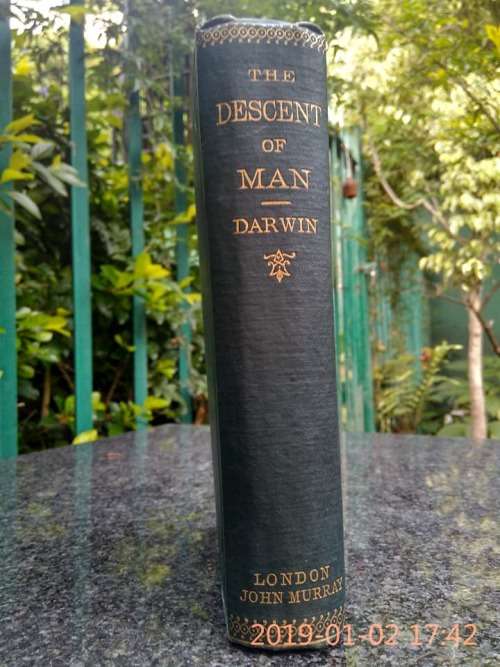 THE
DESCENT
OF
MAN
DARWIN
LONDON
JOHN MURRAY
2019-01-02 17:42